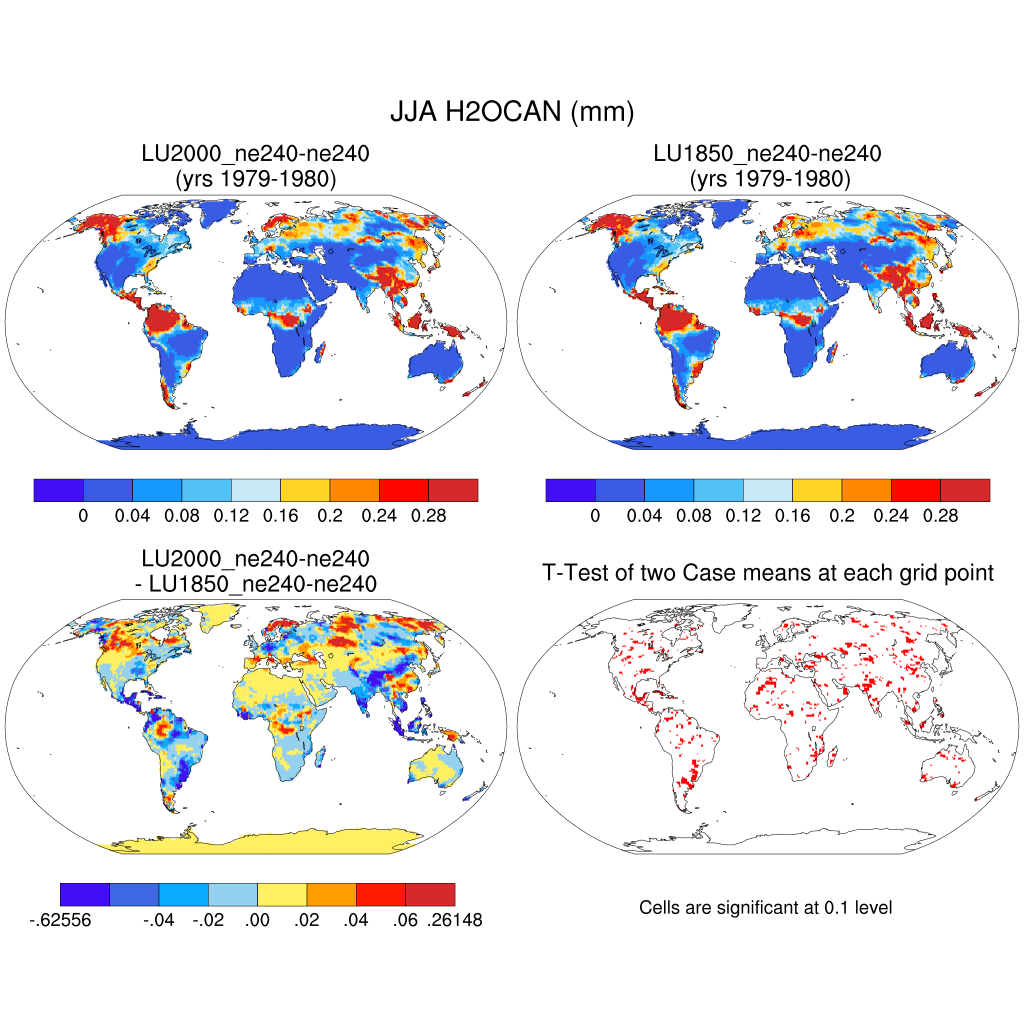 JJA H2OCAN (mm)
LU2000_ne240-ne240
(yrs 1979-1980)
LU1850_ne240-ne240
(yrs 1979-1980)
0 0.04 0.08 0.12 0.16 0.2 0.24 0.28
0 0.04 0.08 0.12 0.16 0.2 0.24 0.28
LU2000_ne240-ne240
- LU1850_ne240-ne240
T-Test of two Case means at each grid point
-.62556 -.04 -.02 .00 .02 .04 .06 .26148
Cells are significant at 0.1 level